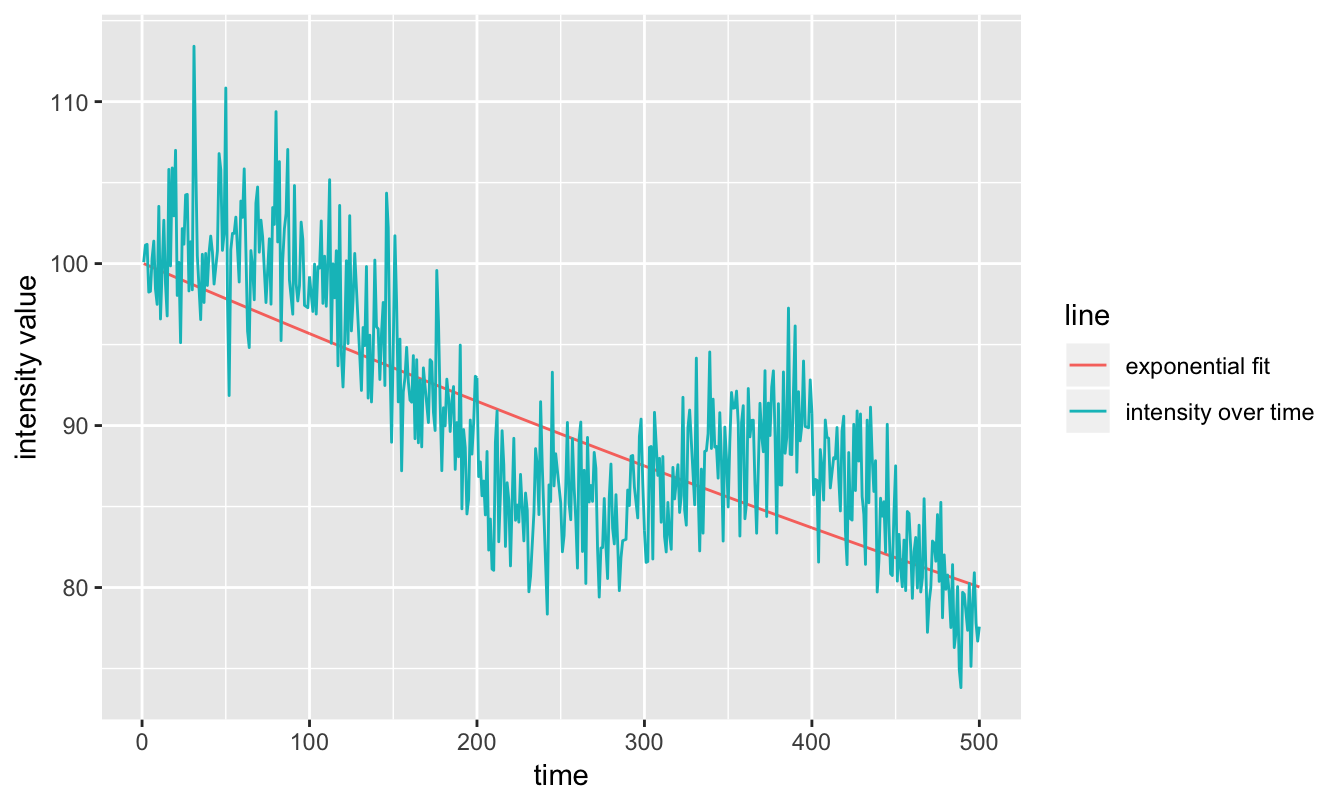 110
100
90
80
intensity value
0 100 200 300 400 500
time
line
exponential fit
intensity over time